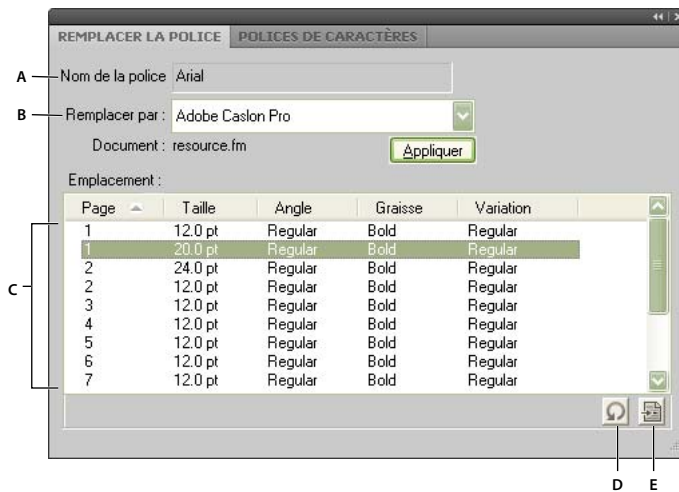 REMPLACER LA POLICE POLICES DE CARACTÈRES
A Nom de la police Arial
B Remplacer par : Adobe Caslon Pro
Document : resource.fm Appliquer
Emplacement :
Page Taille Angle Graisse Variation
1 12.0 pt Regular Bold Regular
1 20.0 pt Regular Bold Regular
2 24.0 pt Regular Bold Regular
C 2 12.0 pt Regular Bold Regular
3 12.0 pt Regular Bold Regular
4 12.0 pt Regular Bold Regular
5 12.0 pt Regular Bold Regular
6 12.0 pt Regular Bold Regular
7 12.0 pt Regular Bold Regular
D E